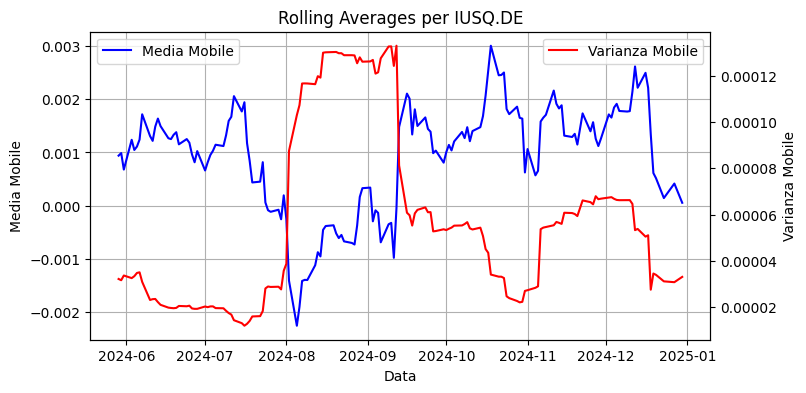 Rolling Averages per IUSQ.DE
Media Mobile
Varianza Mobile
0.003
0.002
0.001
0.000
−0.001
−0.002
Media Mobile
0.00012
0.00010
0.00008
0.00006
0.00004
0.00002
Varianza Mobile
2024-06 2024-07 2024-08 2024-09 2024-10 2024-11 2024-12 2025-01
Data